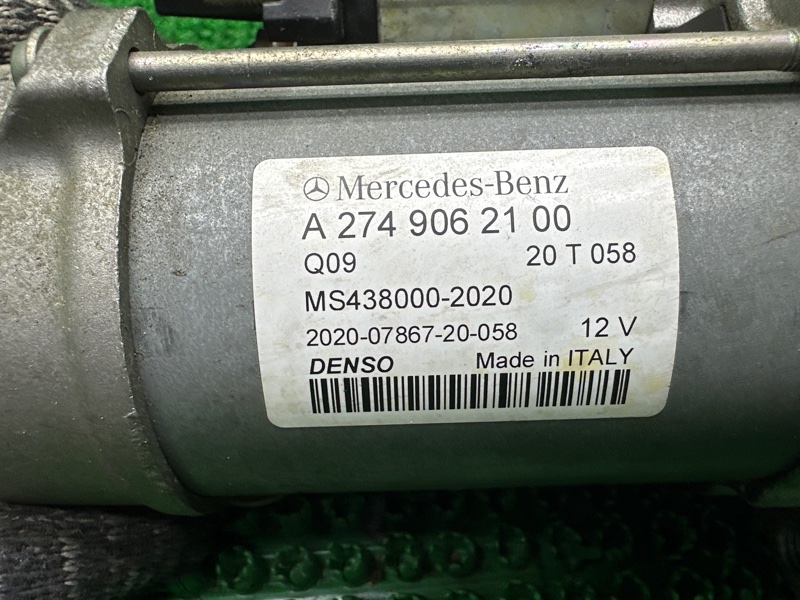 Mercedes-Benz
A 274 906 21 00
Q09 20 T 058
MS438000-2020
2020-07867-20-058 12 V
DENSO Made in ITALY